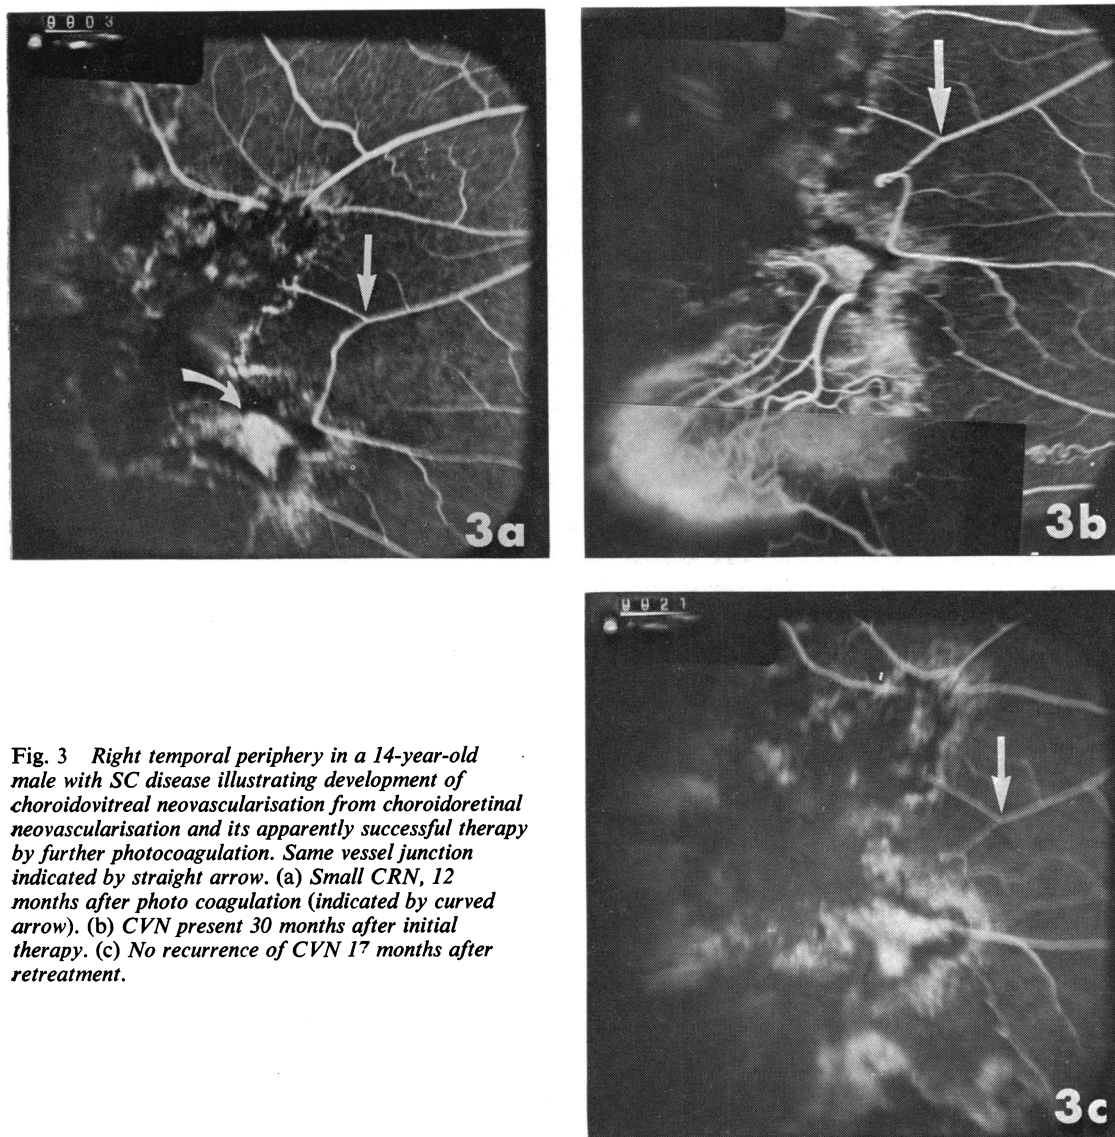 0003
3a
3b
0021
3c
Fig. 3 Right temporal periphery in a 14-year-old
male with SC disease illustrating development of
choroidovitreal neovascularisation from choroidoretinal
neovascularisation and its apparently successful therapy
by further photocoagulation. Same vessel junction
indicated by straight arrow. (a) Small CRN, 12
months after photo coagulation (indicated by curved
arrow). (b) CVN present 30 months after initial
therapy. (c) No recurrence of CVN 17 months after
retreatment.